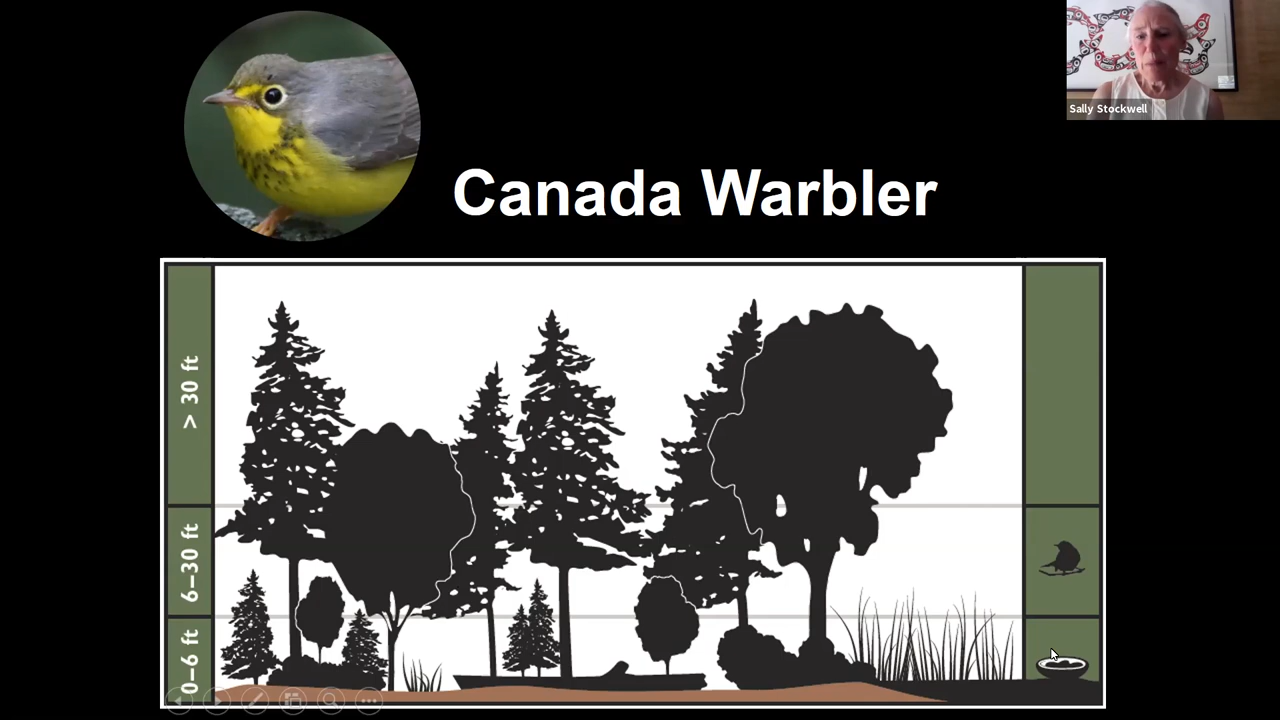 Sally Stockwell
Canada Warbler
> 30 ft
6–30 ft
0–6 ft